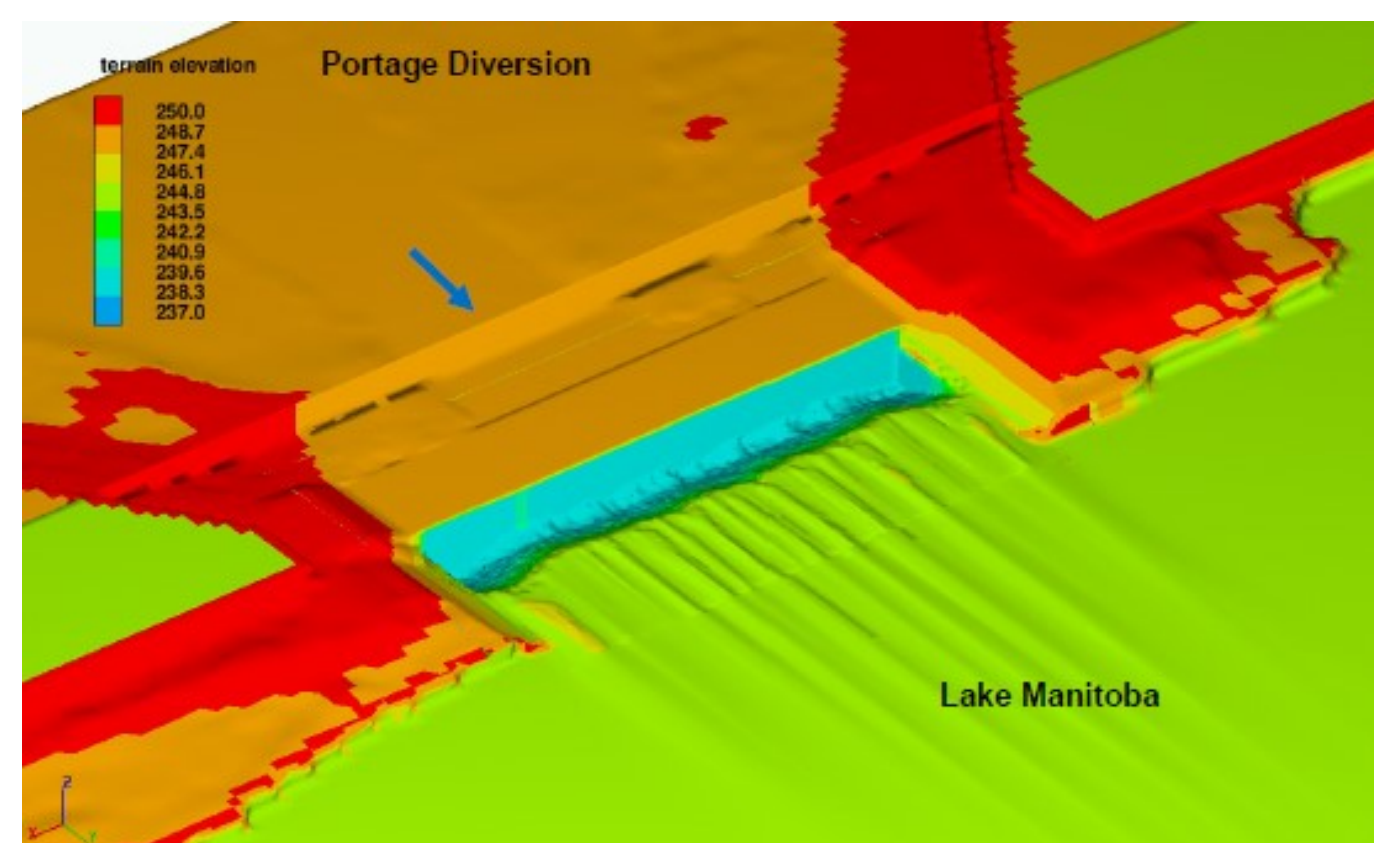 terrain elevation
Portage Diversion
250.0
248.7
247.4
246.1
244.8
243.5
242.2
240.9
239.6
238.3
237.0
Lake Manitoba
Z
X
Y